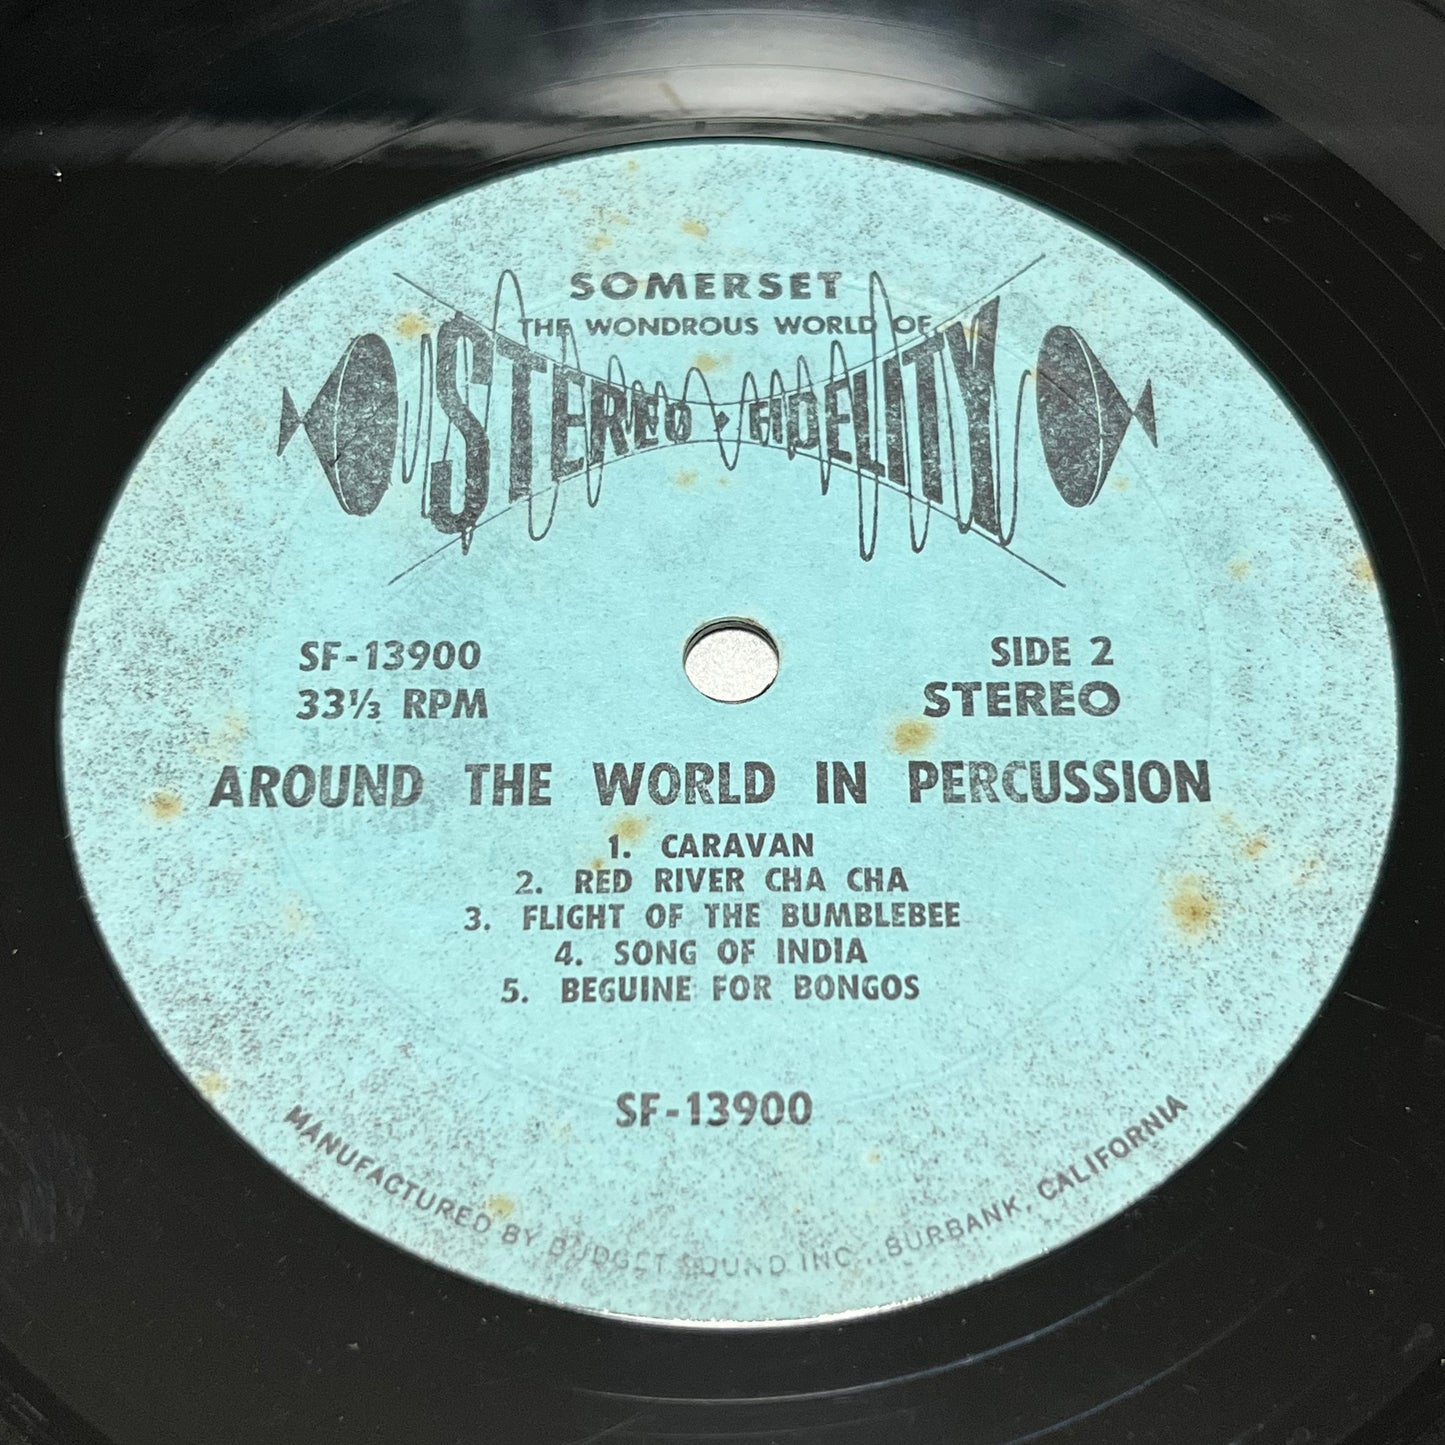 SOMERSET
THE WONDROUS WORLD OF
STEREO • FIDELITY
SF-13900
33⅓ RPM
SIDE 2
STEREO
AROUND THE WORLD IN PERCUSSION
1. CARAVAN
2. RED RIVER CHA CHA
3. FLIGHT OF THE BUMBLEBEE
4. SONG OF INDIA
5. BEGUINE FOR BONGOS
SF-13900
MANUFACTURED BY BUDGET SOUND INC., BURBANK, CALIFORNIA